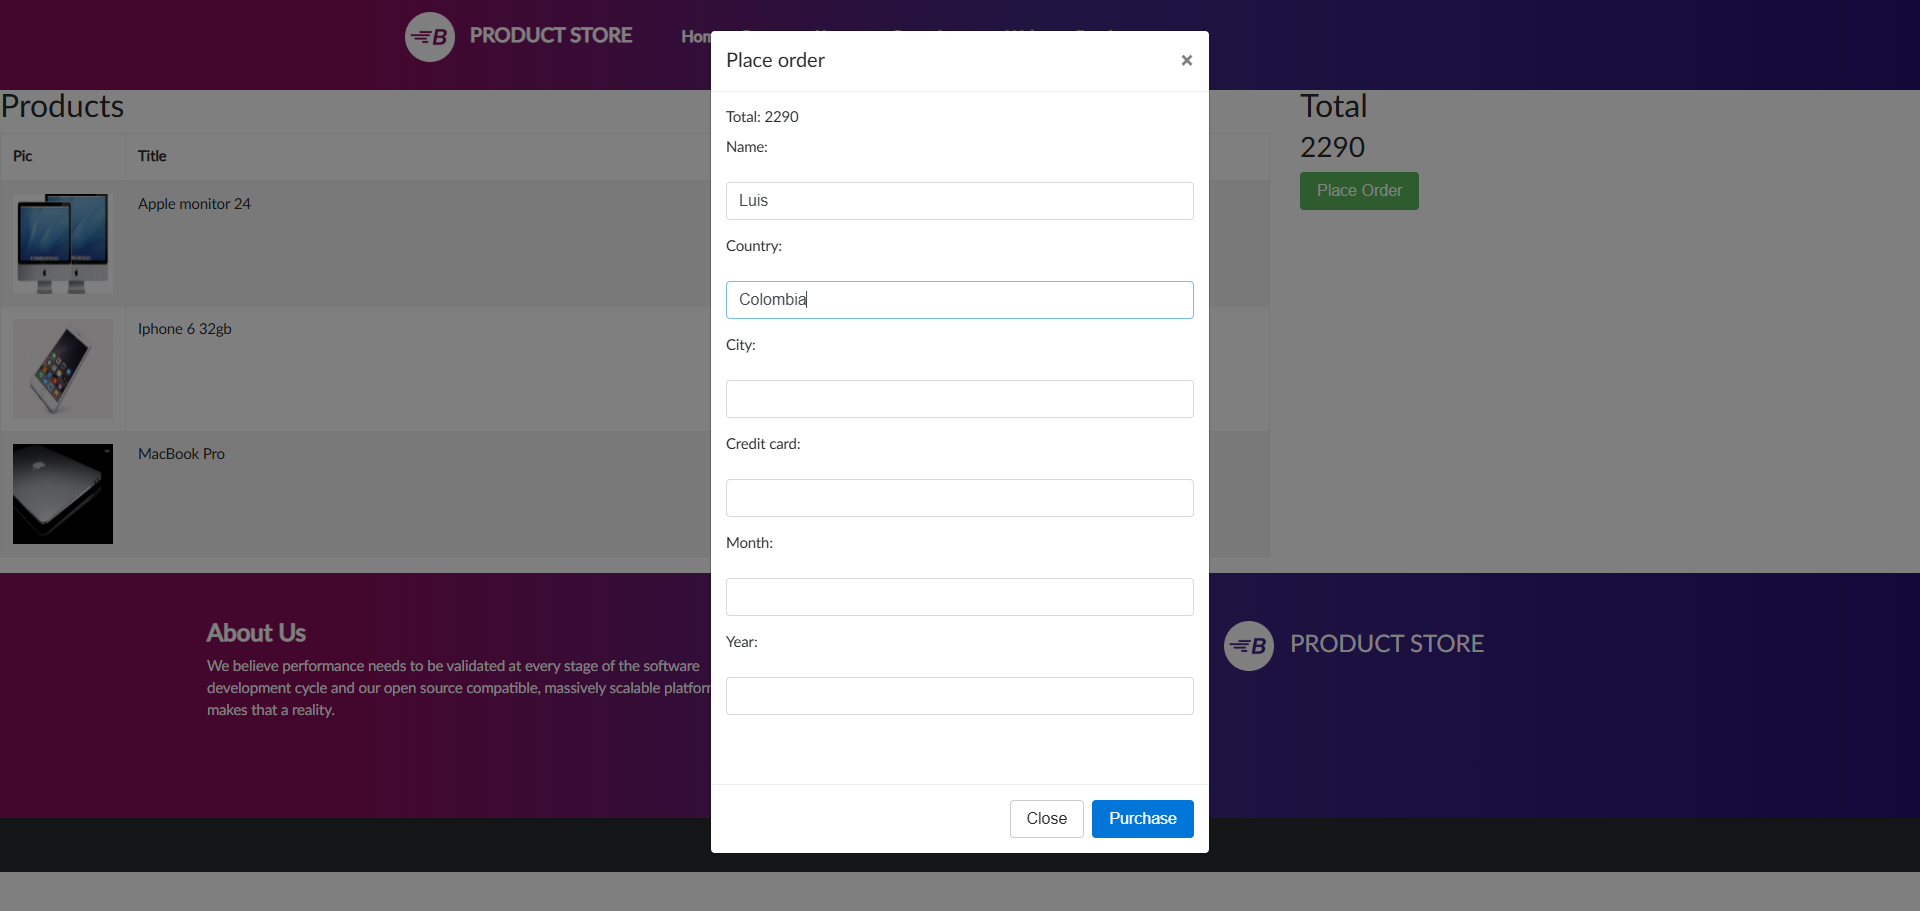 PRODUCT STORE
Place order
×
Total: 2290
Name:
Luis
Country:
Colombia
City:
Credit card:
Month:
Year:
Close
Purchase
Products
Pic
Title
Apple monitor 24
Iphone 6 32gb
MacBook Pro
Total
2290
Place Order
About Us
We believe performance needs to be validated at every stage of the software
development cycle and our open source compatible, massively scalable
makes that a reality.
PRODUCT STORE